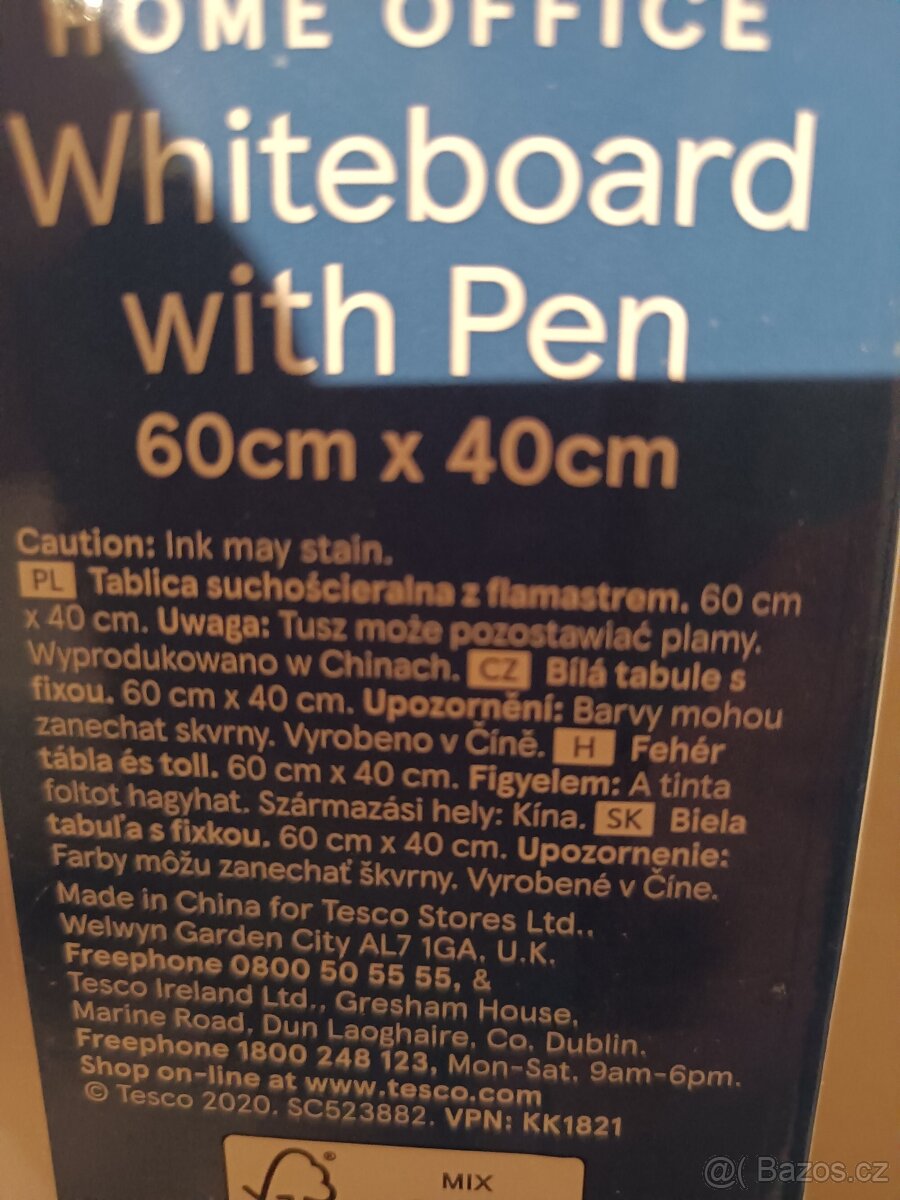 HOME OFFICE
Whiteboard
with Pen
60cm x 40cm
Caution: Ink may stain.
PL Tablica suchościeralna z flamastrem. 60 cm
x 40 cm. Uwaga: Tusz może pozostawiać plamy.
Wyprodukowano w Chinach. CZ Bílá tabule s
fixou. 60 cm x 40 cm. Upozornění: Barvy mohou
zanechat skvrny. Vyrobeno v Číně. H Fehér
tábla és toll. 60 cm x 40 cm. Figyelem: A tinta
foltot hagyhat. Származási hely: Kína. SK Biela
tabuľa s fixkou. 60 cm x 40 cm. Upozornenie:
Farby môžu zanechať škvrny. Vyrobené v Číne.
Made in China for Tesco Stores Ltd.,
Welwyn Garden City AL7 1GA, U.K.
Freephone 0800 50 55 55, &
Tesco Ireland Ltd., Gresham House,
Marine Road, Dun Laoghaire, Co. Dublin.
Freephone 1800 248 123, Mon-Sat, 9am-6pm.
Shop on-line at www.tesco.com
© Tesco 2020. SC523882. VPN: KK1821
® MIX
@( Bazos.cz